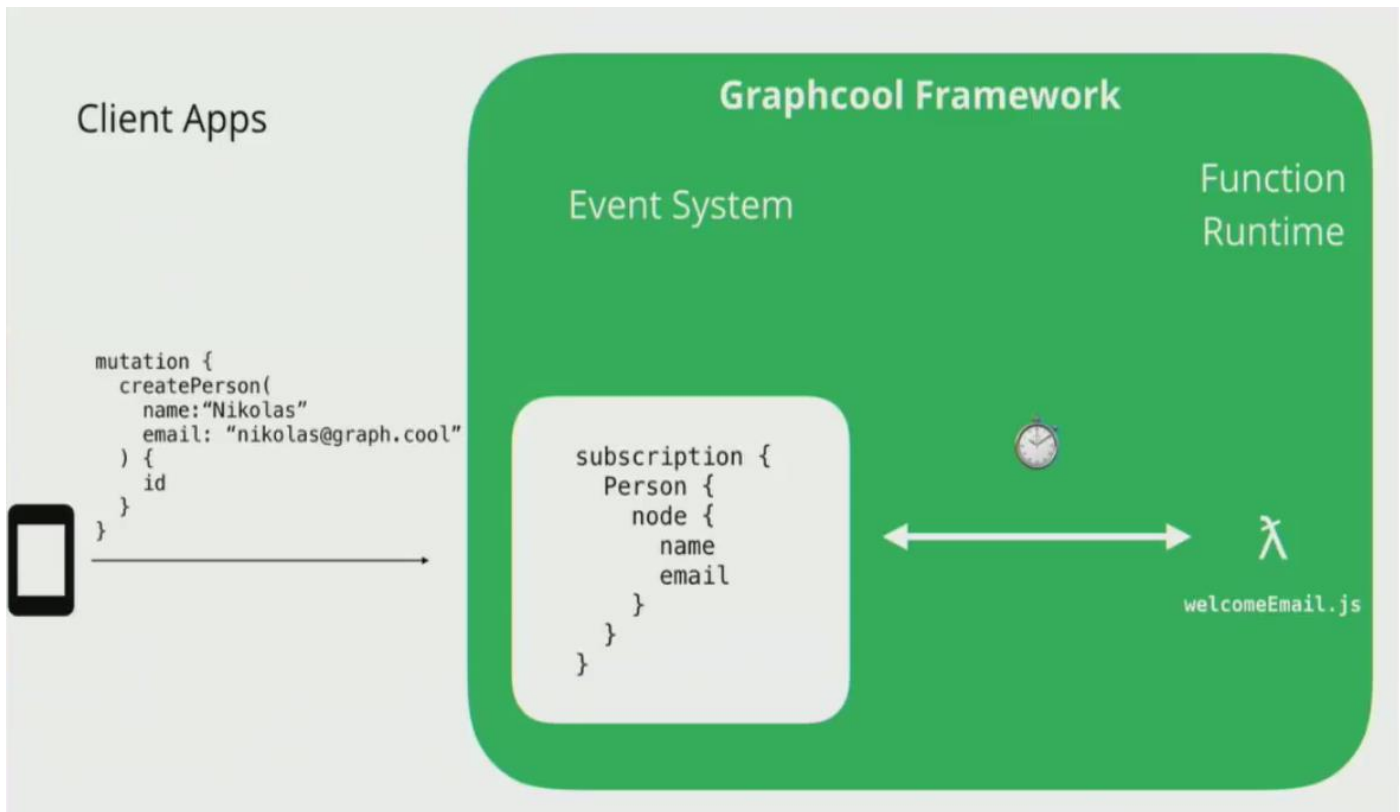 Graphcool Framework
Client Apps
Event System
Function
Runtime
mutation {
createPerson(
name:“Nikolas”
email: “nikolas@graph.cool”
) {
id
}
}
subscription {
Person {
node {
name
email
}
}
}
λ
welcomeEmail.js